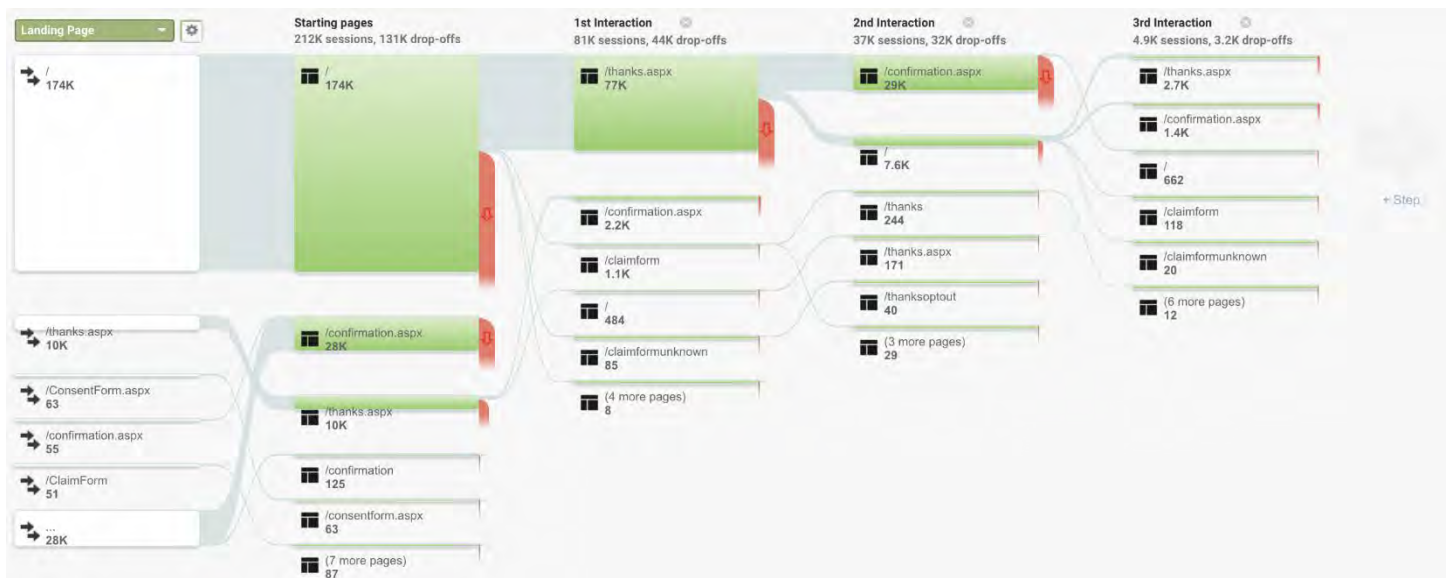 Landing Page
Starting pages
212K sessions, 131K drop-offs
1st Interaction
81K sessions, 44K drop-offs
2nd Interaction
37K sessions, 32K drop-offs
3rd Interaction
4.9K sessions, 3.2K drop-offs
/
174K
/thanks.aspx
10K
/ConsentForm.aspx
63
/confirmation.aspx
55
/ClaimForm
51
...
28K
/
174K
/confirmation.aspx
28K
/thanks.aspx
10K
/confirmation
125
/consentform.aspx
63
(7 more pages)
87
/thanks.aspx
77K
/confirmation.aspx
2.2K
/claimform
1.1K
/
484
/claimformunknown
85
(4 more pages)
8
/confirmation.aspx
29K
/
7.6K
/thanks
244
/thanks.aspx
171
/thanksoptout
40
(3 more pages)
29
/thanks.aspx
2.7K
/confirmation.aspx
1.4K
/
662
/claimform
118
/claimformunknown
20
(6 more pages)
12
+ Step